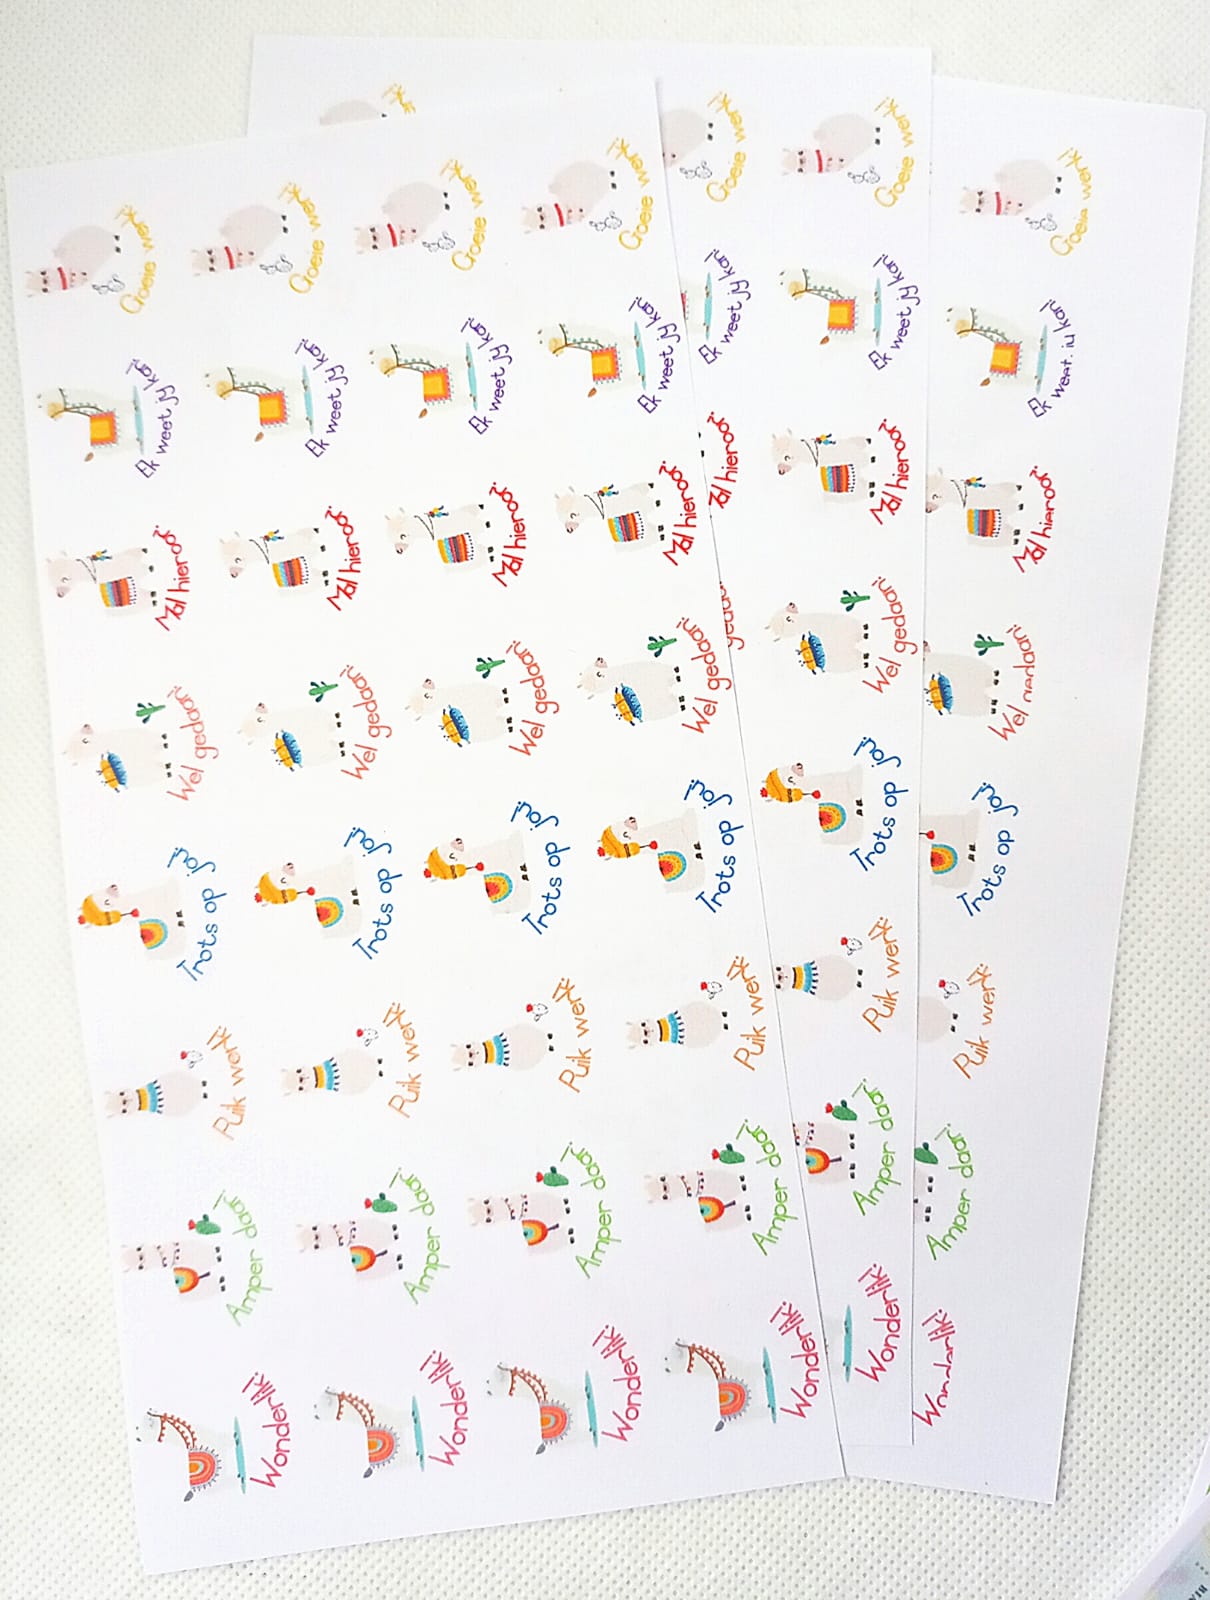 Goeie werk!
Goeie werk!
Goeie werk!
Goeie werk!
Goeie werk!
Goeie werk!
Goeie werk!
Ek weet jy kan!
Ek weet jy kan!
Ek weet jy kan!
Ek weet jy kan!
Ek weet jy kan!
Ek weet jy kan!
Ek weet jy kan!
Mal hieroor!
Mal hieroor!
Mal hieroor!
Mal hieroor!
hieroor!
Mal hieroor!
Mal hieroor!
Wel gedaan!
Wel gedaan!
Wel gedaan!
Wel gedaan!
Wel gedaan!
Wel gedaan!
Trots op jou!
Trots op jou!
Trots op jou!
Trots op jou!
Trots op jou!
Trots op jou!
Puik werk!
Puik werk!
Puik werk!
Puik werk!
Puik werk!
Puik werk!
Amper daar!
Amper daar!
Amper daar!
Amper daar!
Amper daar!
Amper daar!
Wonderlik!
Wonderlik!
Wonderlik!
Wonderlik!
Wonderlik!
Wonderlik!